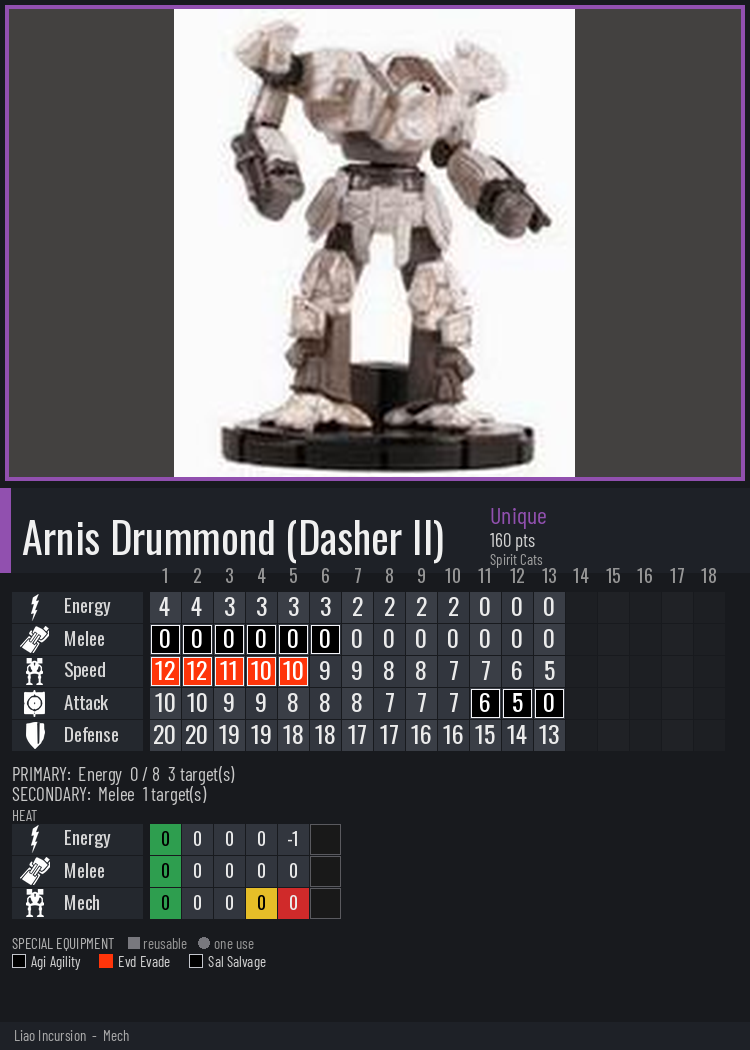 Arnis Drummond (Dasher II)
Unique
160 pts
Spirit Cats
1 2 3 4 5 6 7 8 9 10 11 12 13 14 15 16 17 18
Energy 4 4 3 3 3 3 2 2 2 2 0 0 0
Melee 0 0 0 0 0 0 0 0 0 0 0 0 0
Speed 12 12 11 10 10 9 9 8 8 7 7 6 5
Attack 10 10 9 9 8 8 8 7 7 7 6 5 0
Defense 20 20 19 19 18 18 17 17 16 16 15 14 13
PRIMARY: Energy 0 / 8 3 target(s)
SECONDARY: Melee 1 target(s)
HEAT
Energy 0 0 0 0 -1
Melee 0 0 0 0 0
Mech 0 0 0 0 0
SPECIAL EQUIPMENT reusable one use
Agi Agility Evd Evade Sal Salvage
Liao Incursion - Mech